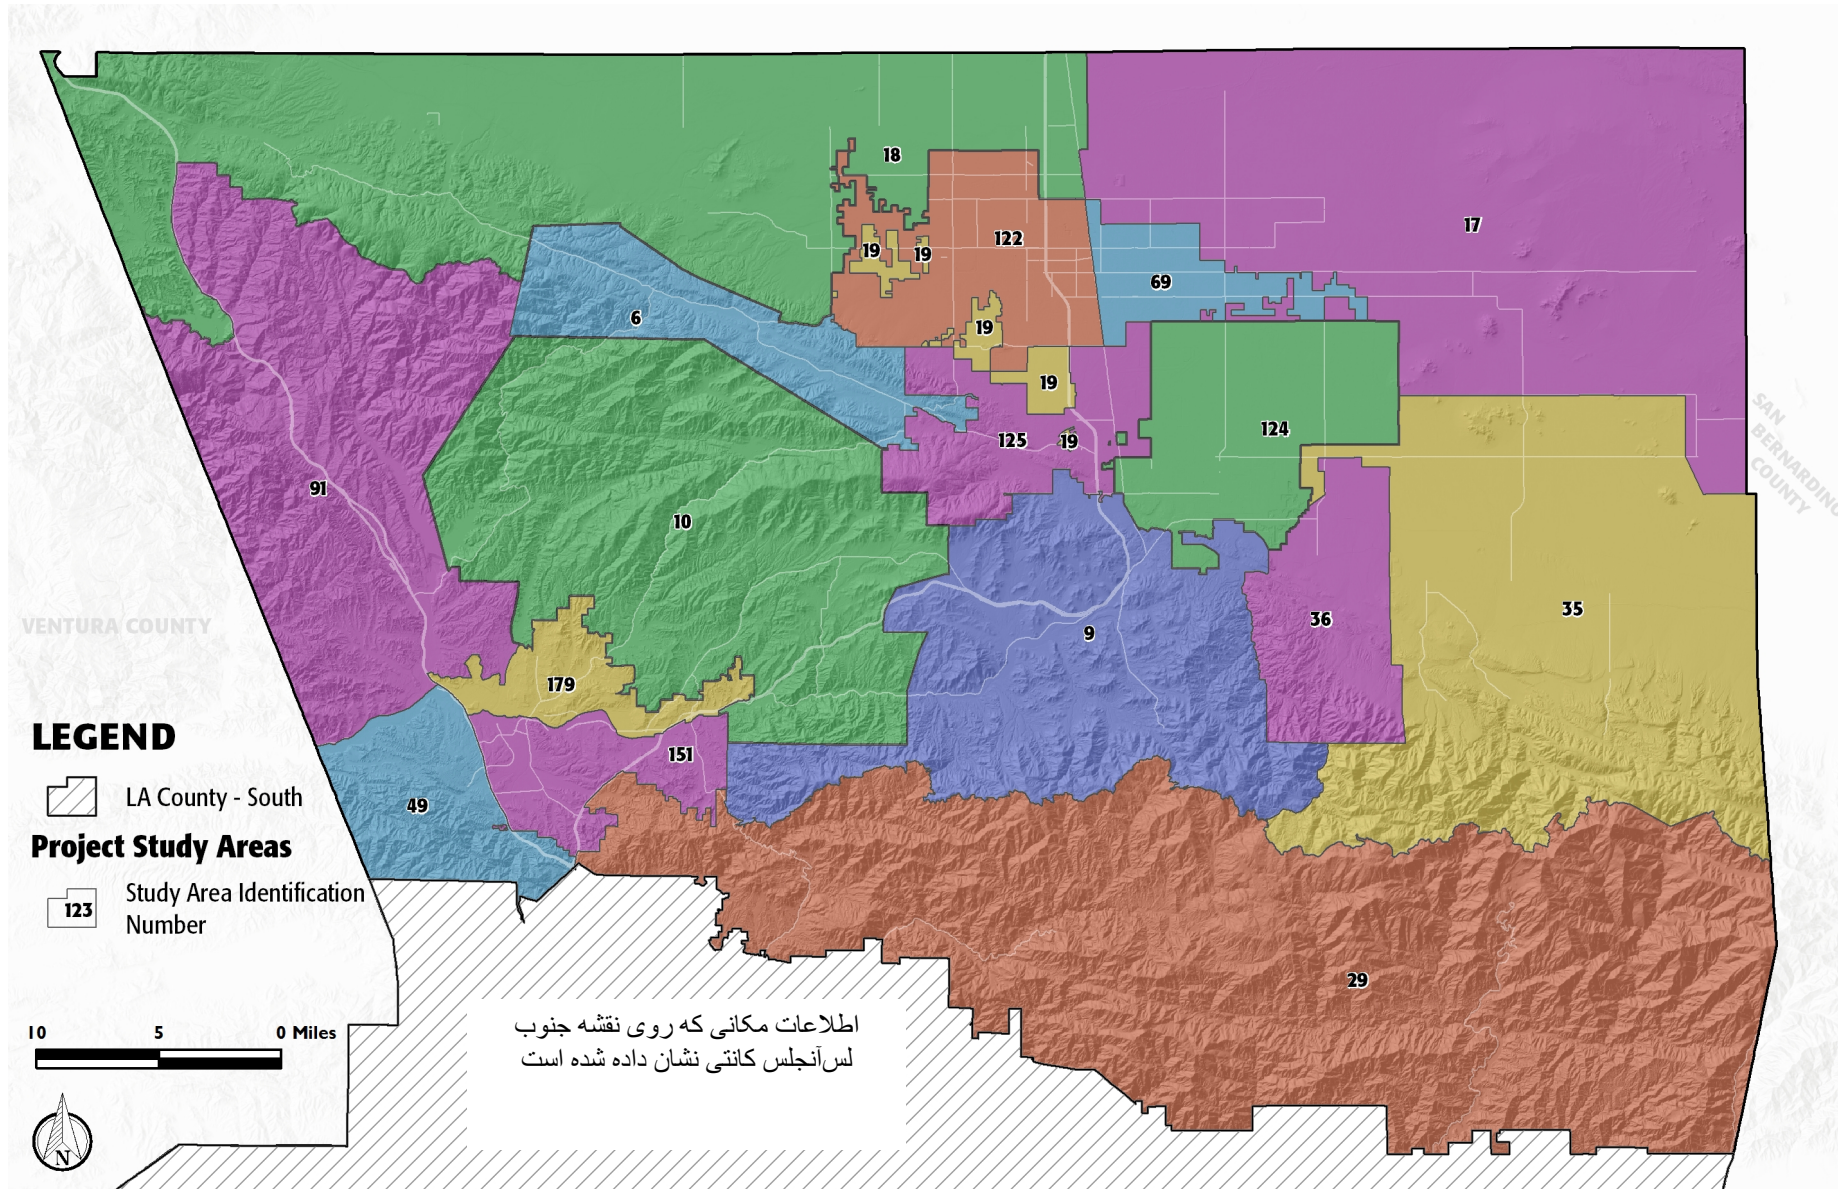 18
17
122
19
19
69
6
19
19
124
125
19
91
10
35
36
9
179
151
49
29
VENTURA COUNTY
SAN
BERNARDINO
COUNTY
LEGEND
LA County - South
Project Study Areas
123
Study Area Identification
Number
10 5 0 Miles
N
اطلاعات مکانی که روی نقشه جنوب
لس‌آنجلس کانتی نشان داده شده است